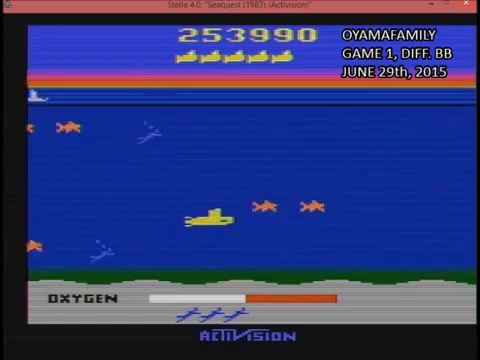 Stella 4.0: "Seaquest (1983) (Activision)"
253990
OYAMAFAMILY
GAME 1, DIFF. BB
JUNE 29th, 2015
OXYGEN
ACTIVISION